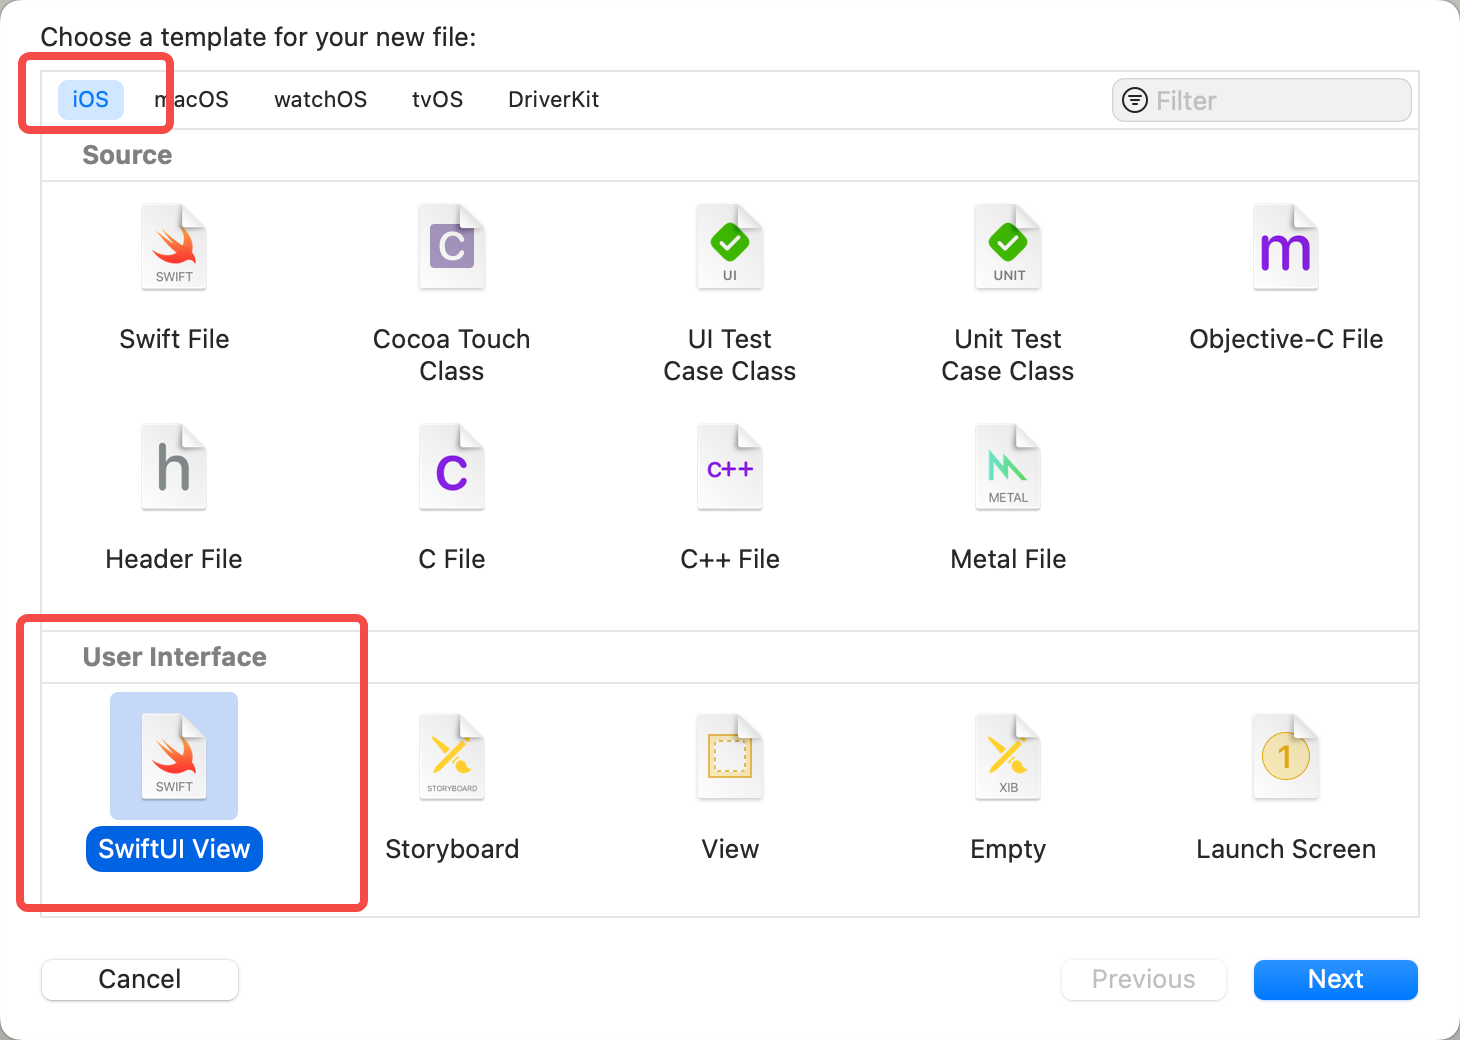 Choose a template for your new file:
iOS macOS watchOS tvOS DriverKit Filter
Source
SWIFT C UI UNIT m
Swift File Cocoa Touch Class UI Test Case Class Unit Test Case Class Objective-C File
h C C++ METAL
Header File C File C++ File Metal File
User Interface
SWIFT STORYBOARD XIB 1
SwiftUI View Storyboard View Empty Launch Screen
Cancel Previous Next